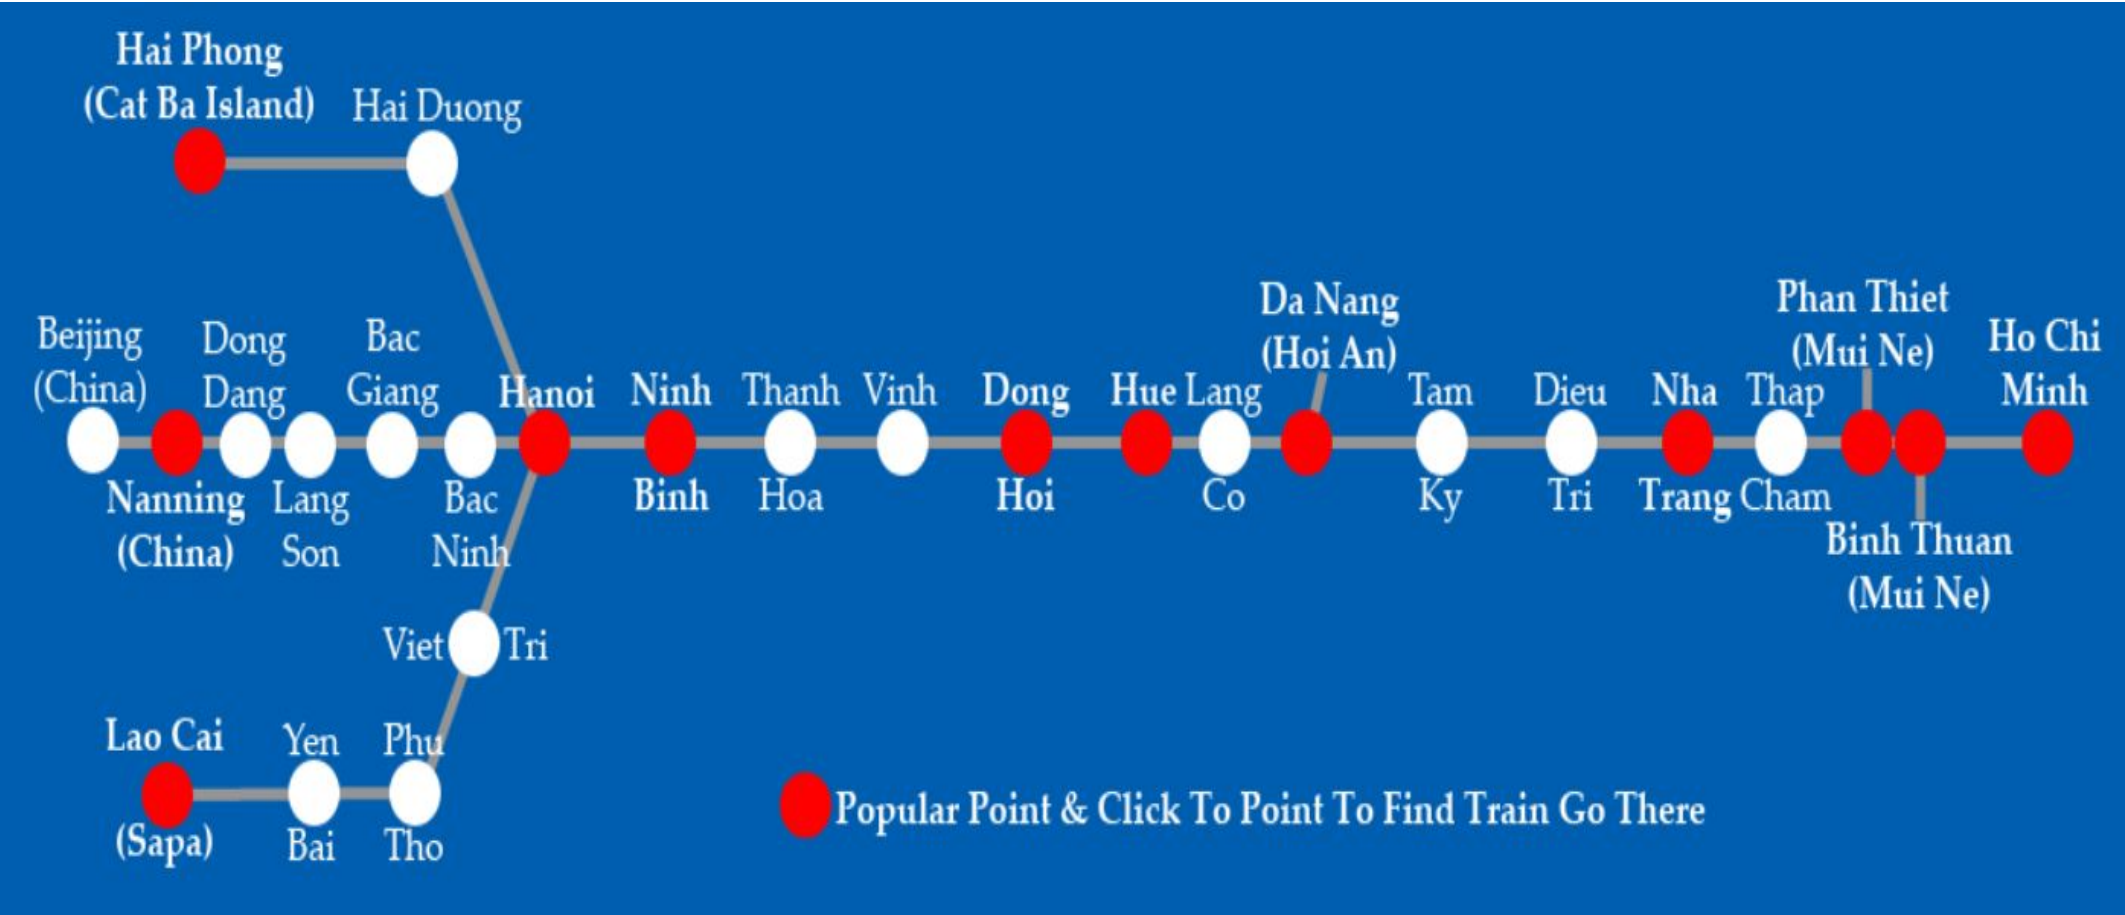 Hai Phong
(Cat Ba Island)
Hai Duong
Beijing
(China)
Nanning
(China)
Dong
Dang
Lang
Son
Bac
Giang
Bac
Ninh
Hanoi
Ninh
Binh
Thanh
Hoa
Vinh
Dong
Hoi
Hue
Lang
Co
Da Nang
(Hoi An)
Tam
Ky
Dieu
Tri
Nha
Trang
Thap
Cham
Phan Thiet
(Mui Ne)
Binh Thuan
(Mui Ne)
Ho Chi
Minh
Viet Tri
Lao Cai
(Sapa)
Yen
Bai
Phu
Tho
Popular Point & Click To Point To Find Train Go There